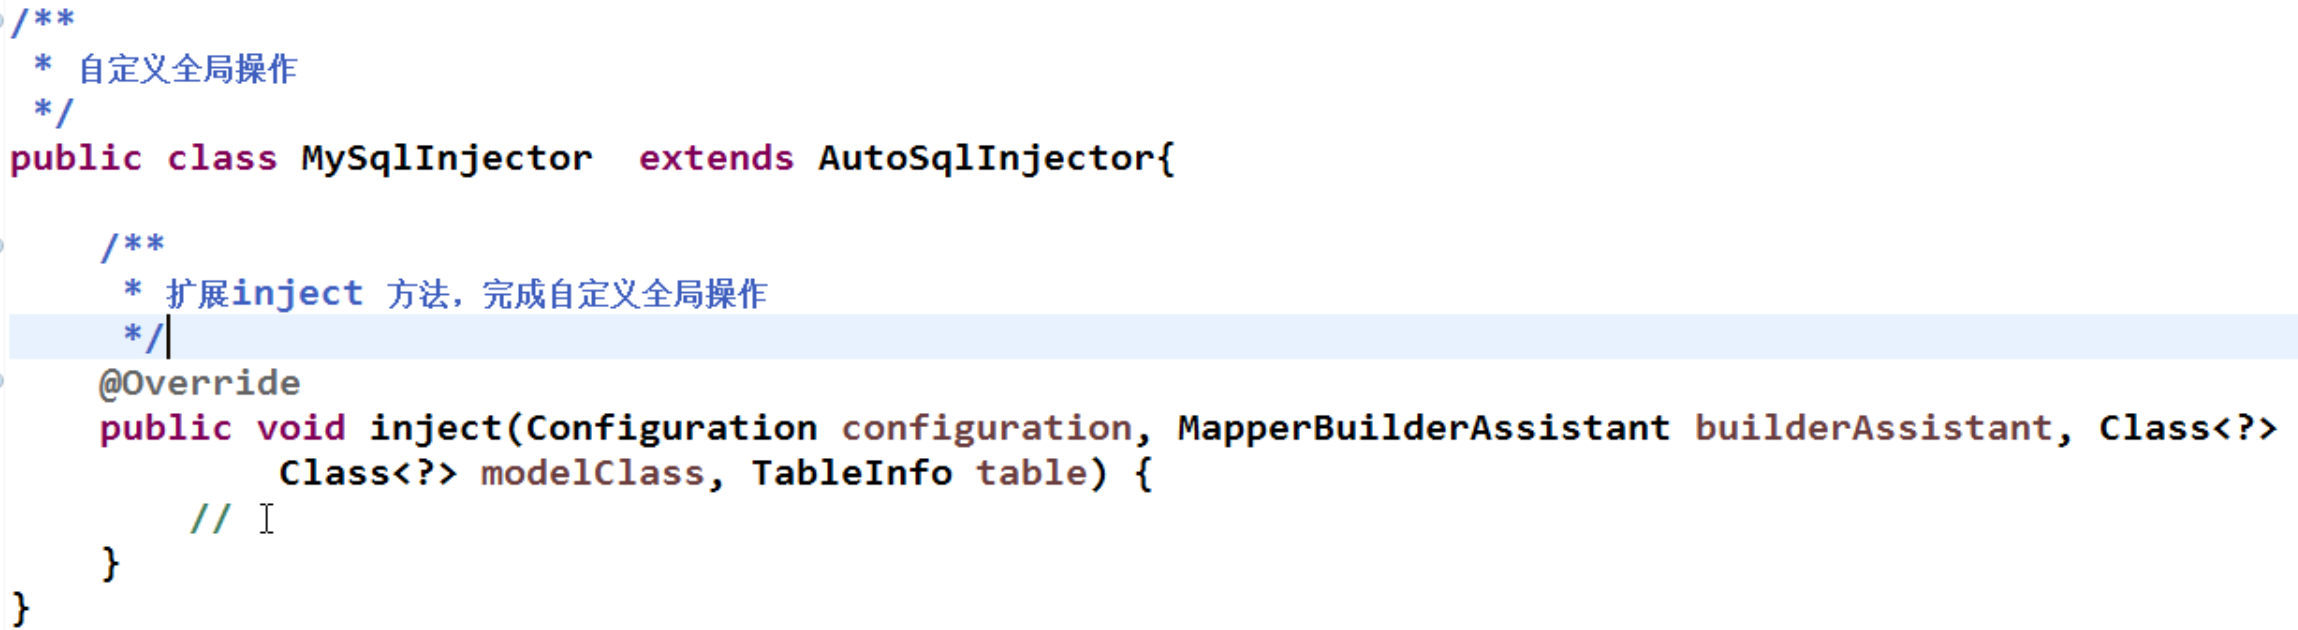 /**
 * 自定义全局操作
 */
public class MySqlInjector  extends AutoSqlInjector{
    /**
     * 扩展inject 方法，完成自定义全局操作
     */
    @Override
    public void inject(Configuration configuration, MapperBuilderAssistant builderAssistant, Class<?>
            Class<?> modelClass, TableInfo table) {
        //
    }
}